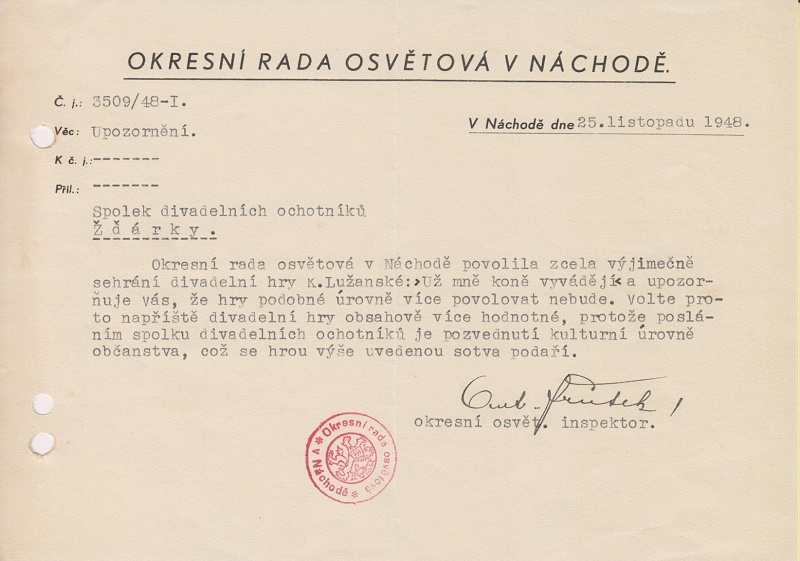 OKRESNÍ RADA OSVĚTOVÁ V NÁCHODĚ.
Č. j.: 3509/48-I.
V Náchodě dne 25.listopadu 1948.
Věc: Upozornění.
K č. j.: -------
Příl.: -------
Spolek divadelních ochotníků
Ždárky.
Okresní rada osvětová v Náchodě povolila zcela výjimečně
sehrání divadelní hry K.Lužanské:>Už mně koně vyvádějí< a upozor-
ňuje Vás, že hry podobné úrovně více povolovat nebude. Volte pro-
to napříště divadelní hry obsahově více hodnotné, protože poslá-
ním spolku divadelních ochotníků je pozvednutí kulturní úrovně
občanstva, což se hrou výše uvedenou sotva podaří.
okresní osvět. inspektor.
Okresní rada osvětová v Náchodě